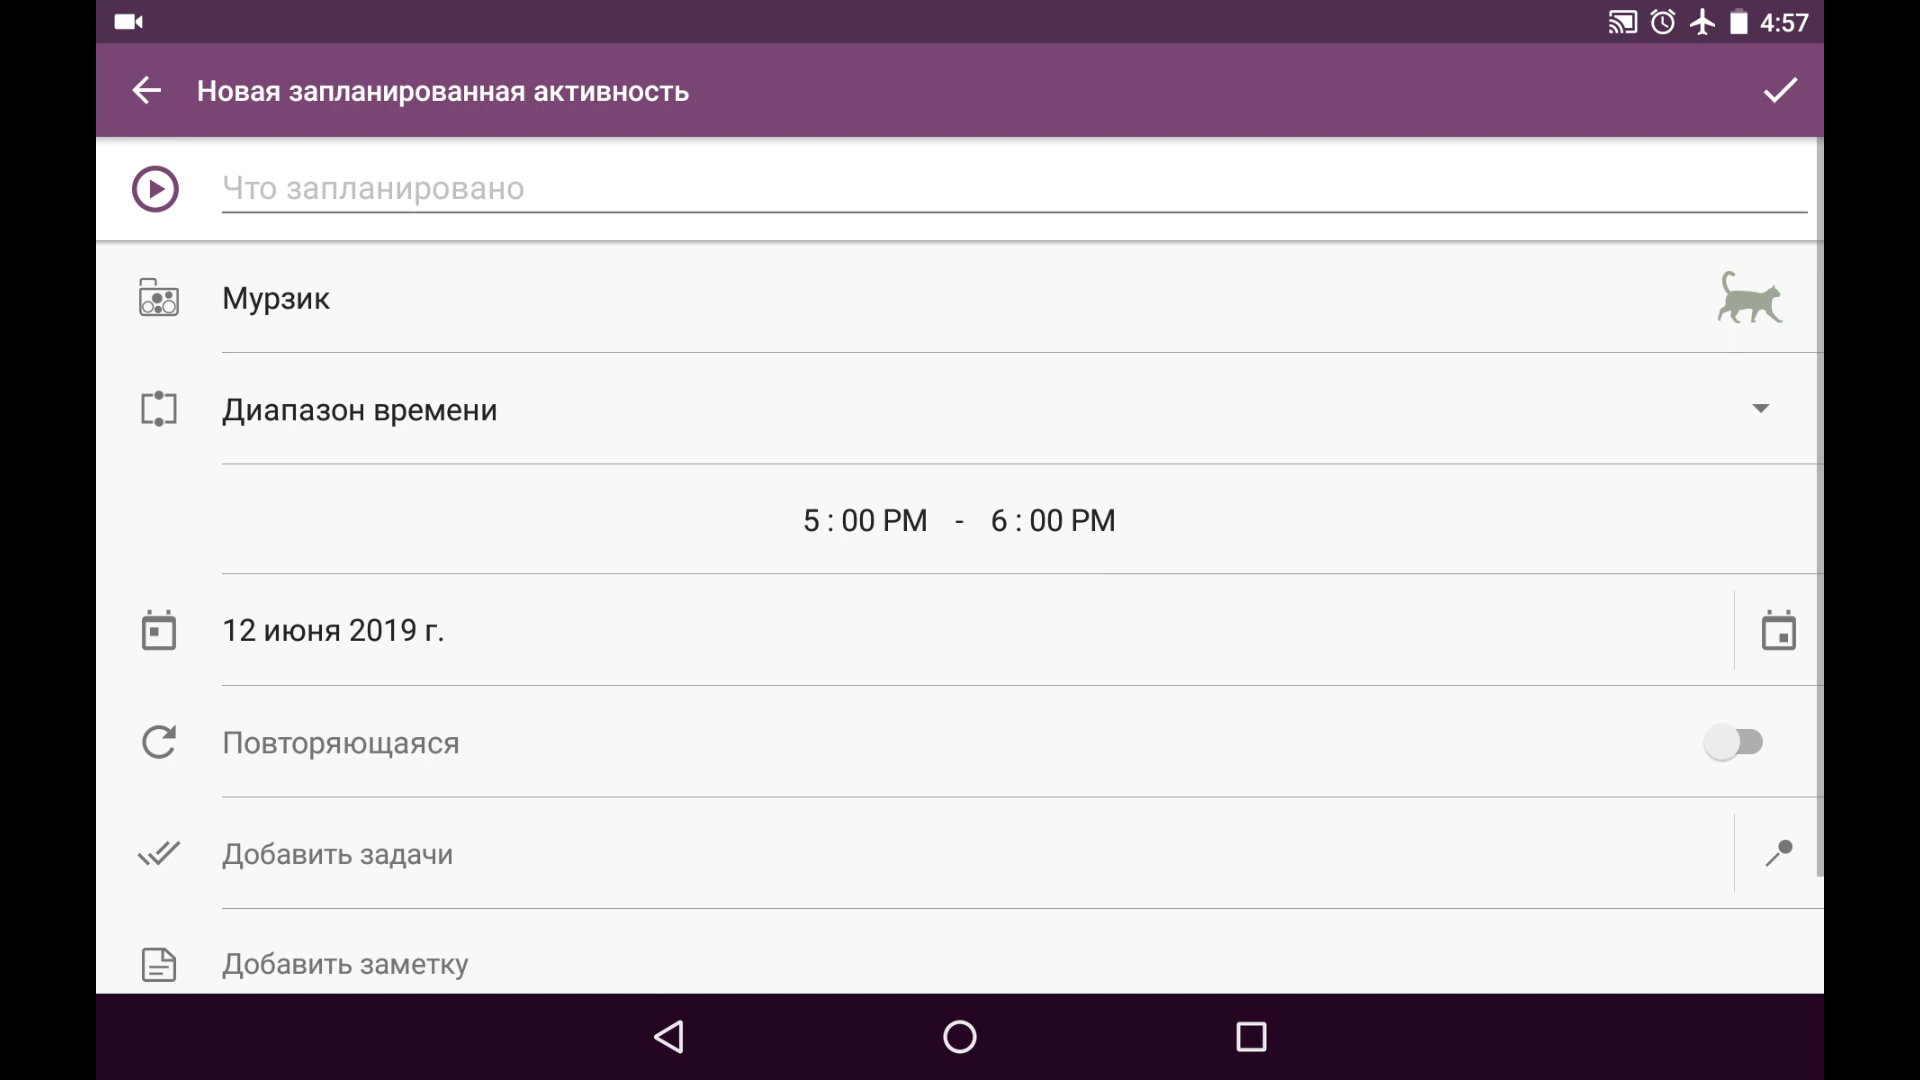 4:57
Новая запланированная активность
Что запланировано
Мурзик
Диапазон времени
5 : 00 PM - 6 : 00 PM
12 июня 2019 г.
Повторяющаяся
Добавить задачи
Добавить заметку